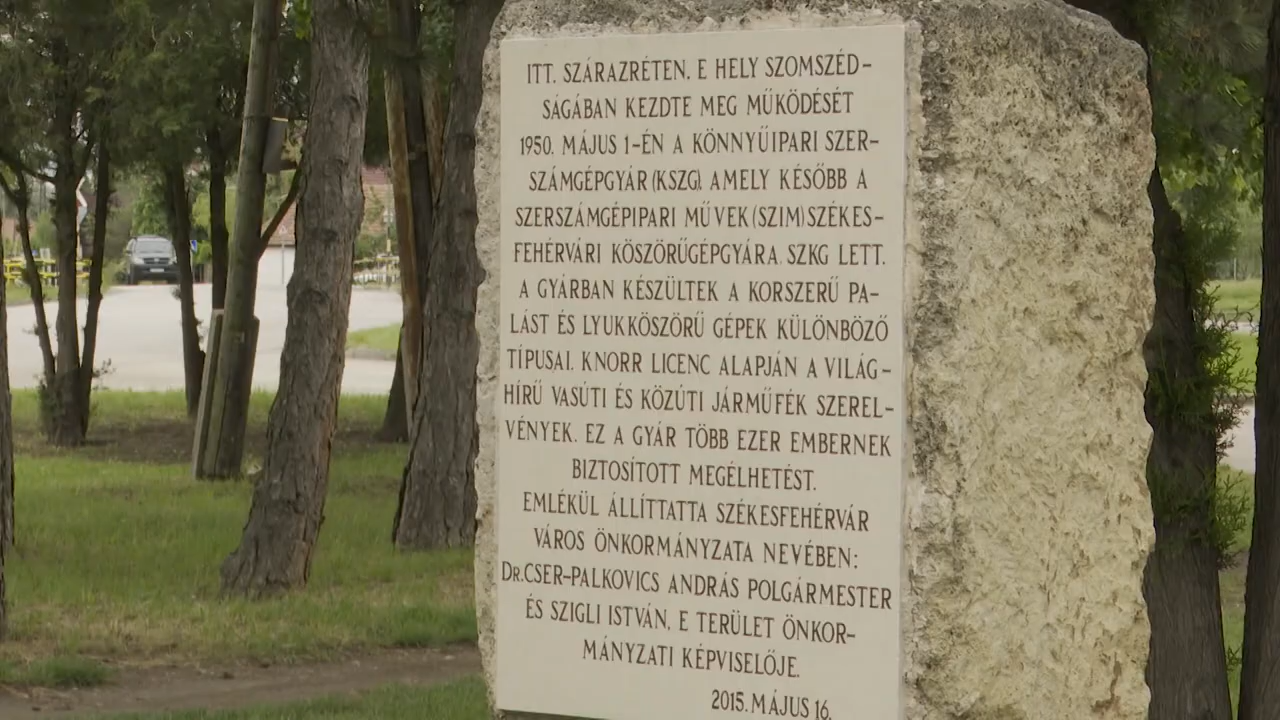 ITT, SZÁRAZRÉTEN, E HELY SZOMSZÉD-
SÁGÁBAN KEZDTE MEG MŰKÖDÉSÉT
1950. MÁJUS 1-ÉN A KÖNNYŰIPARI SZER-
SZÁMGÉPGYÁR (KSZG), AMELY KÉSŐBB A
SZERSZÁMGÉPIPARI MŰVEK (SZIM) SZÉKES-
FEHÉRVÁRI KÖSZÖRŰGÉPGYÁRA, SZKG LETT.
A GYÁRBAN KÉSZÜLTEK A KORSZERŰ PA-
LÁST ÉS LYUKKÖSZÖRŰ GÉPEK KÜLÖNBÖZŐ
TÍPUSAI, KNORR LICENC ALAPJÁN A VILÁG-
HÍRŰ VASÚTI ÉS KÖZÚTI JÁRMŰFÉK SZEREL-
VÉNYEK. EZ A GYÁR TÖBB EZER EMBERNEK
BIZTOSÍTOTT MEGÉLHETÉST.
EMLÉKÜL ÁLLÍTTATTA SZÉKESFEHÉRVÁR
VÁROS ÖNKORMÁNYZATA NEVÉBEN:
DR. CSER-PALKOVICS ANDRÁS POLGÁRMESTER
ÉS SZIGLI ISTVÁN, E TERÜLET ÖNKOR-
MÁNYZATI KÉPVISELŐJE.
2015. MÁJUS 16.